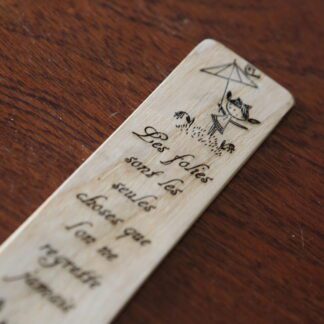 Les folies
sont les
seules
choses que
l'on ne
regrette
jamais